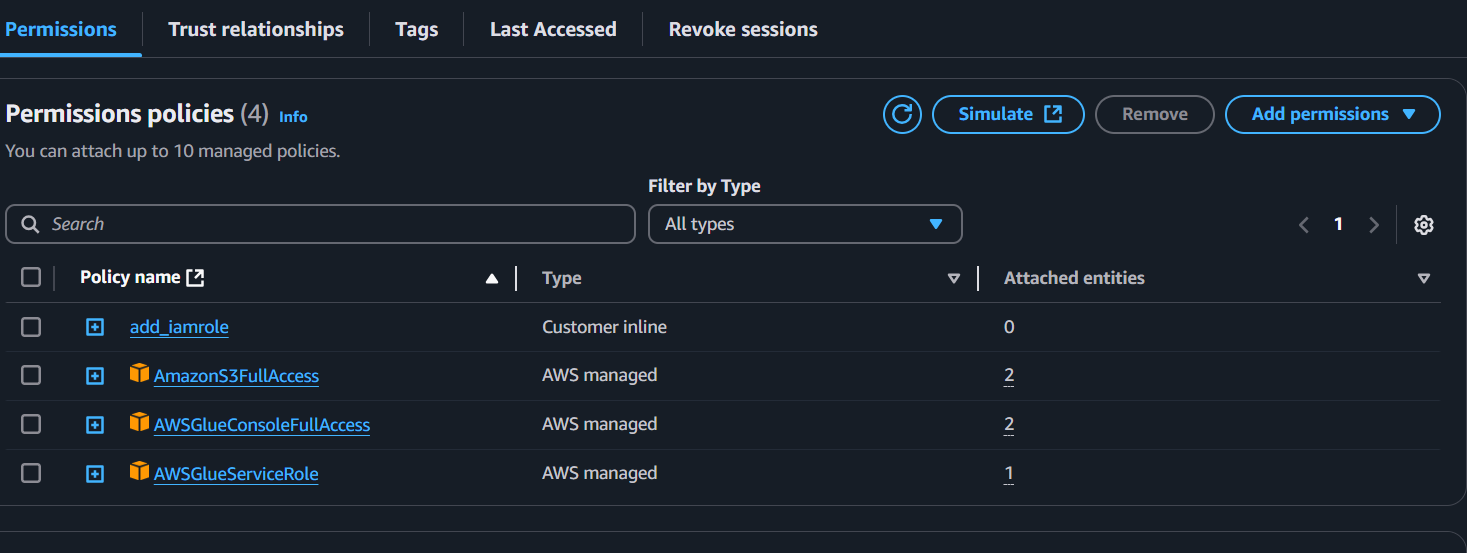 Permissions Trust relationships Tags Last Accessed Revoke sessions
Permissions policies (4) Info Simulate Remove Add permissions
You can attach up to 10 managed policies.
Filter by Type
Search All types 1
Policy name Type Attached entities
add_iamrole Customer inline 0
AmazonS3FullAccess AWS managed 2
AWSGlueConsoleFullAccess AWS managed 2
AWSGlueServiceRole AWS managed 1